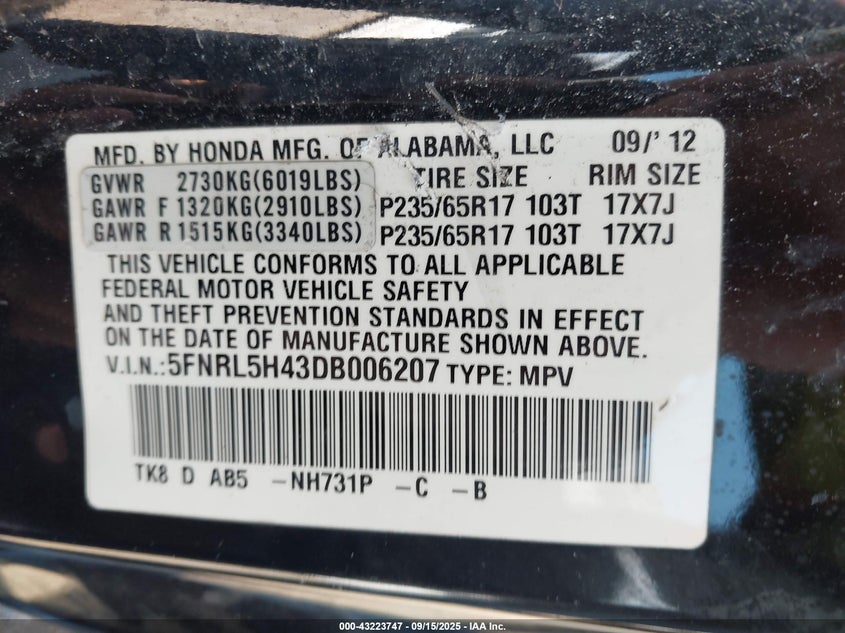 MFD. BY HONDA MFG. OF ALABAMA, LLC 09/' 12
GVWR 2730KG(6019LBS) TIRE SIZE RIM SIZE
GAWR F 1320KG(2910LBS) P235/65R17 103T 17X7J
GAWR R 1515KG(3340LBS) P235/65R17 103T 17X7J
THIS VEHICLE CONFORMS TO ALL APPLICABLE
FEDERAL MOTOR VEHICLE SAFETY
AND THEFT PREVENTION STANDARDS IN EFFECT
ON THE DATE OF MANUFACTURE SHOWN ABOVE.
V.I.N.:5FNRL5H43DB006207 TYPE: MPV
TK8 D AB5 -NH731P -C -B
000-43223747 - 09/15/2025 - IAA Inc.